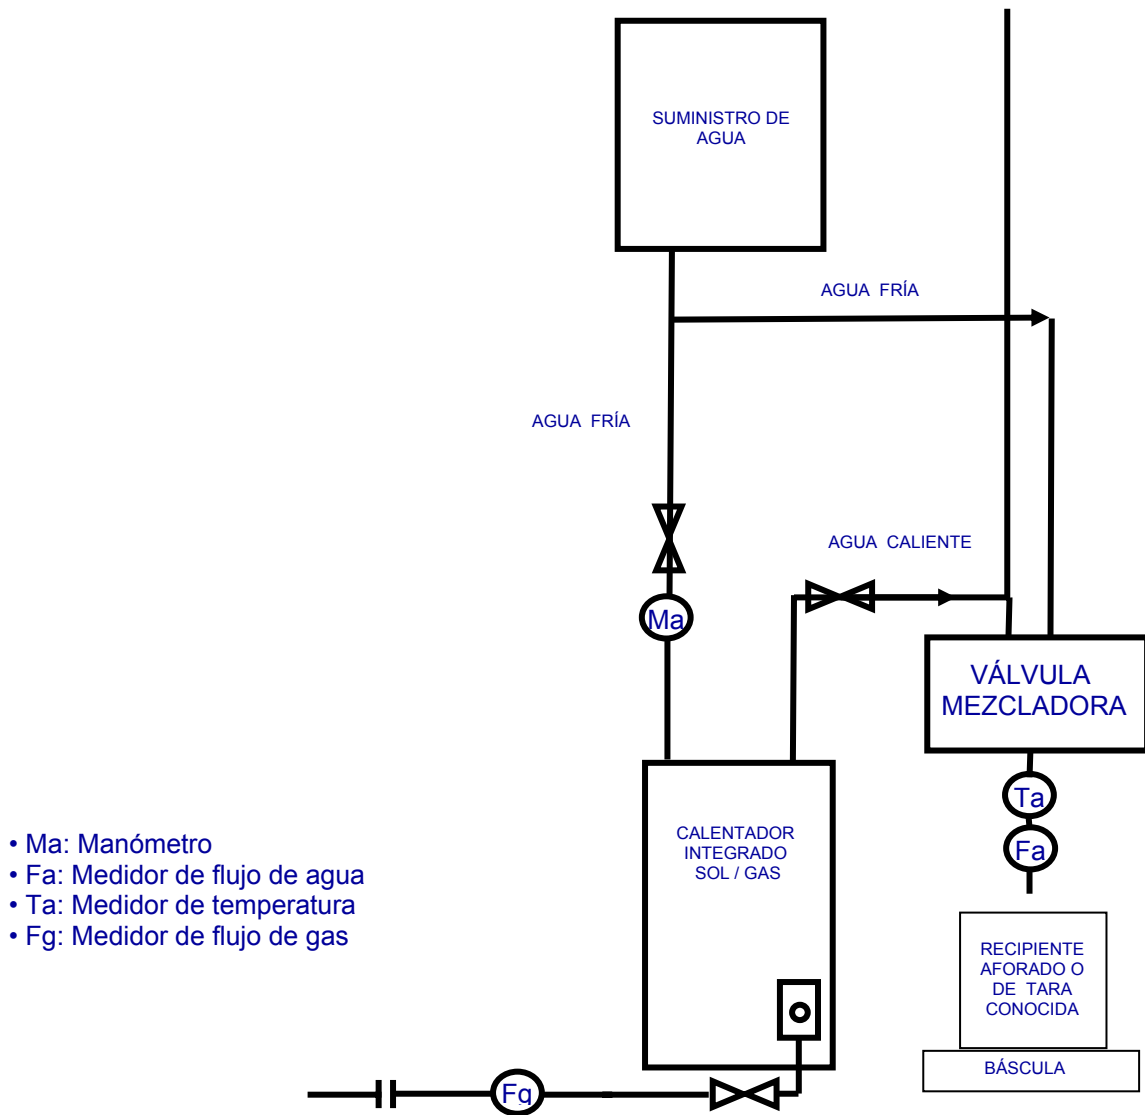 SUMINISTRO DE
AGUA
AGUA FRÍA
AGUA FRÍA
AGUA CALIENTE
Ma
VÁLVULA
MEZCLADORA
Ta
Fa
CALENTADOR
INTEGRADO
SOL / GAS
• Ma: Manómetro
• Fa: Medidor de flujo de agua
• Ta: Medidor de temperatura
• Fg: Medidor de flujo de gas
RECIPIENTE
AFORADO O
DE TARA
CONOCIDA
BÁSCULA
Fg